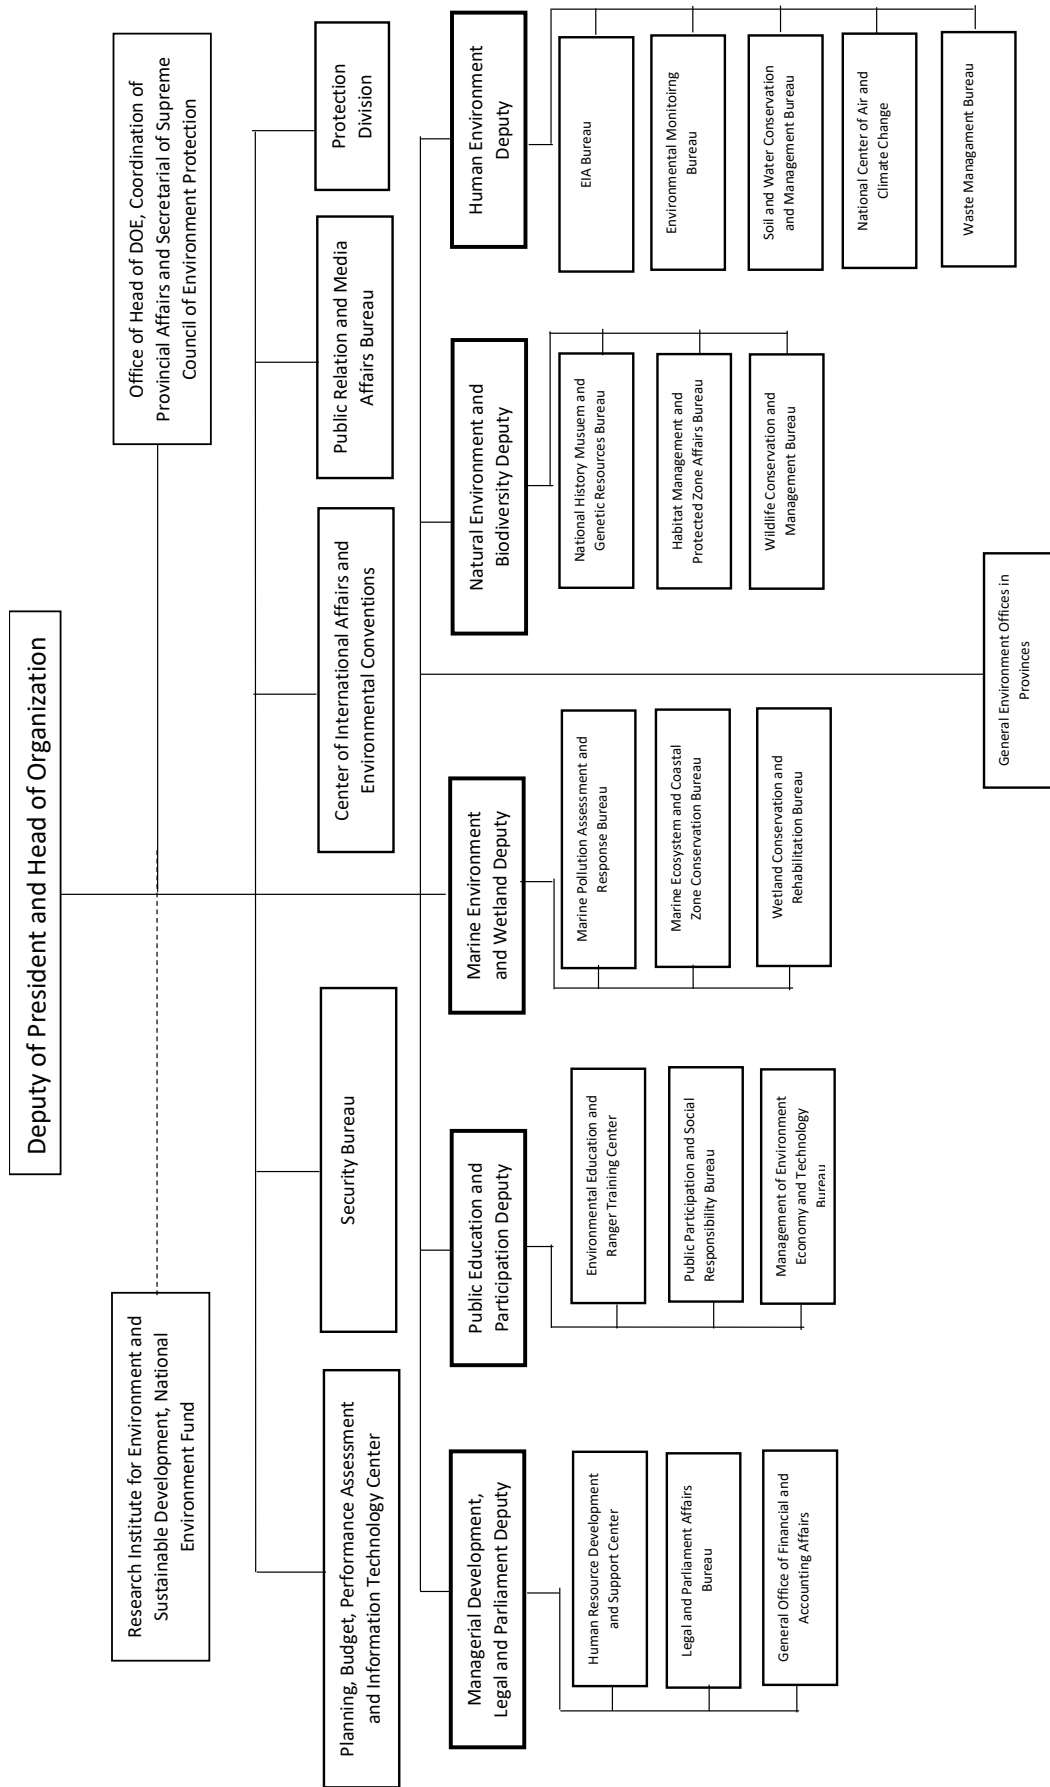 Deputy of President and Head of Organization
Research Institute for Environment and
Sustainable Development, National
Environment Fund
Office of Head of DOE, Coordination of
Provincial Affairs and Secretarial of Supreme
Council of Environment Protection
Planning, Budget, Performance Assessment
and Information Technology Center
Security Bureau
Center of International Affairs and
Environmental Conventions
Public Relation and Media
Affairs Bureau
Protection
Division
Managerial Development,
Legal and Parliament Deputy
Public Education and
Participation Deputy
Marine Environment
and Wetland Deputy
Natural Environment and
Biodiversity Deputy
Human Environment
Deputy
Human Resource Development
and Support Center
Legal and Parliament Affairs
Bureau
General Office of Financial and
Accounting Affairs
Environmental Education and
Ranger Training Center
Public Participation and Social
Responsibility Bureau
Management of Environment
Economy and Technology
Bureau
Marine Pollution Assessment and
Response Bureau
Marine Ecosystem and Coastal
Zone Conservation Bureau
Wetland Conservation and
Rehabilitation Bureau
National History Musuem and
Genetic Resources Bureau
Habitat Management and
Protected Zone Affairs Bureau
Wildlife Conservation and
Management Bureau
EIA Bureau
Environmental Monitoirng
Bureau
Soil and Water Conservation
and Management Bureau
National Center of Air and
Climate Change
Waste Managament Bureau
General Environment Offices in
Provinces